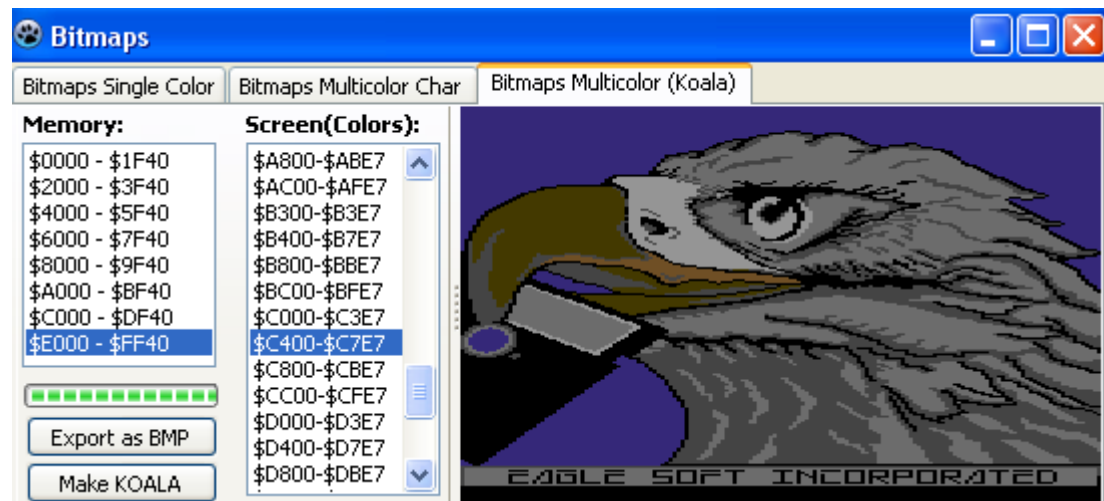 Bitmaps
Bitmaps Single Color
Bitmaps Multicolor Char
Bitmaps Multicolor (Koala)
Memory:
$0000 - $1F40
$2000 - $3F40
$4000 - $5F40
$6000 - $7F40
$8000 - $9F40
$A000 - $BF40
$C000 - $DF40
$E000 - $FF40
Export as BMP
Make KOALA
Screen(Colors):
$A800-$ABE7
$AC00-$AFE7
$B300-$B3E7
$B400-$B7E7
$B800-$BBE7
$BC00-$BFE7
$C000-$C3E7
$C400-$C7E7
$C800-$CBE7
$CC00-$CFE7
$D000-$D3E7
$D400-$D7E7
$D800-$DBE7
EAGLE SOFT INCORPORATED